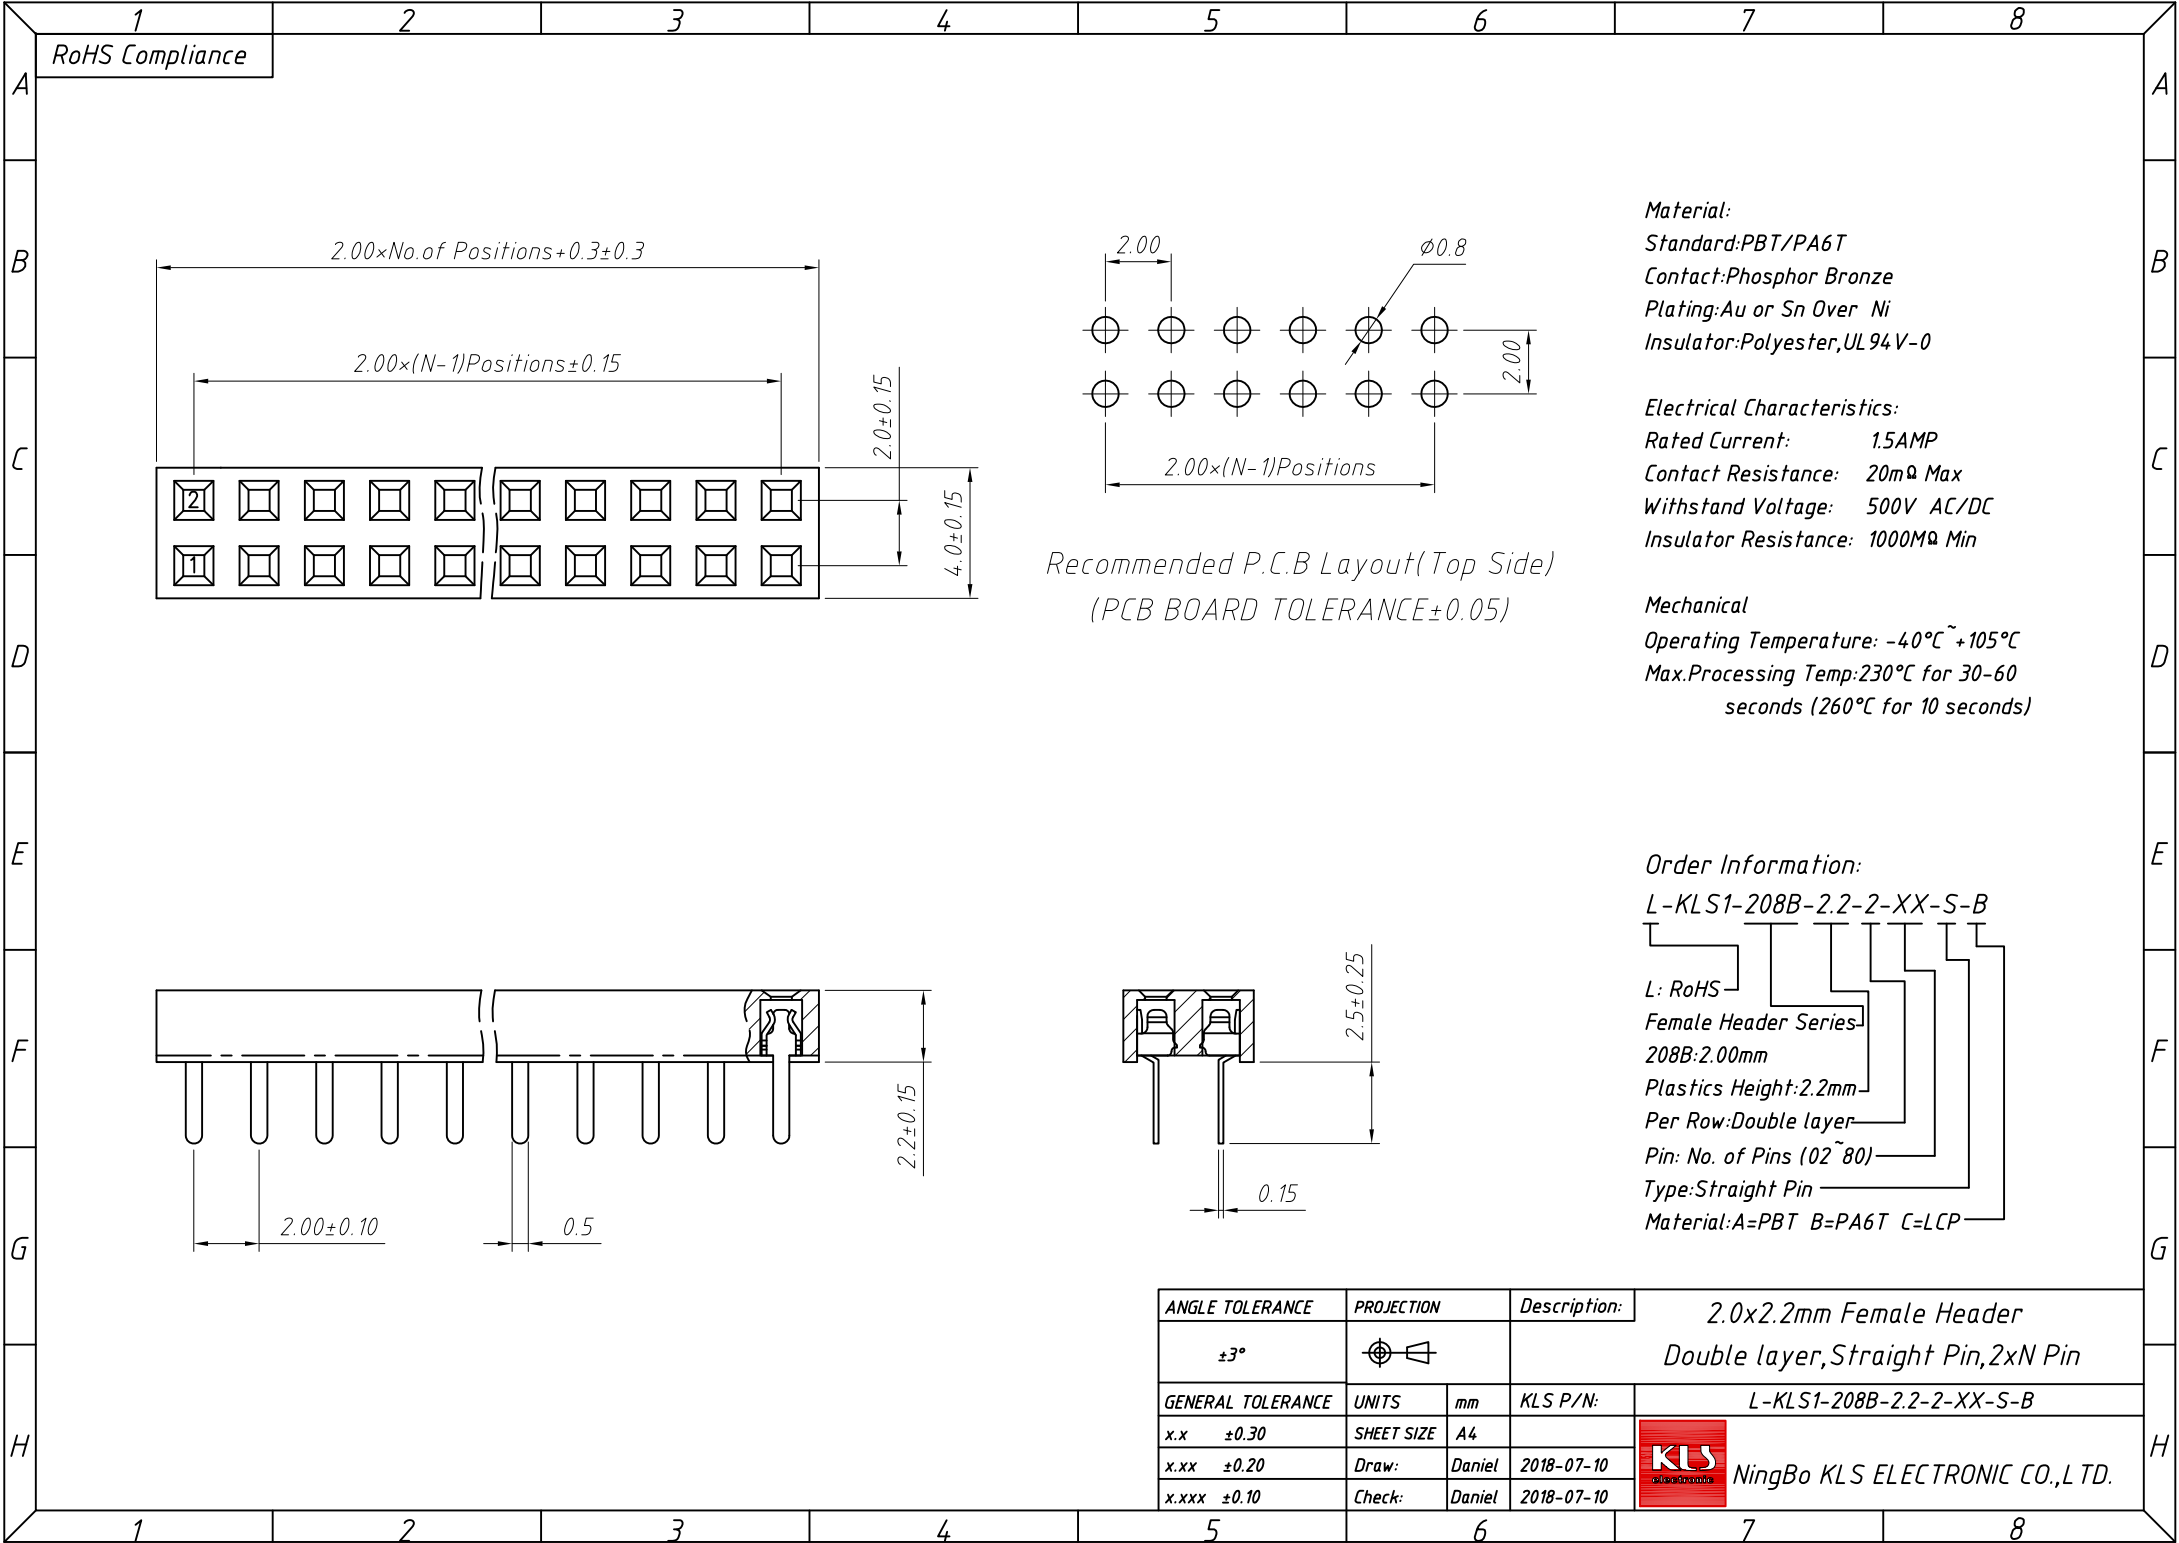 1 2 3 4 5 6 7 8
RoHS Compliance
A A
B B
C C
D D
E E
F F
G G
H H
2.00×No.of Positions+0.3±0.3
2.00×(N-1)Positions±0.15
2.0±0.15
4.0±0.15
2
1
2.00
Ø0.8
2.00
2.00×(N-1)Positions
Recommended P.C.B Layout(Top Side)
(PCB BOARD TOLERANCE±0.05)
Material:
Standard:PBT/PA6T
Contact:Phosphor Bronze
Plating:Au or Sn Over Ni
Insulator:Polyester,UL94V-0
Electrical Characteristics:
Rated Current: 1.5AMP
Contact Resistance: 20mΩ Max
Withstand Voltage: 500V AC/DC
Insulator Resistance: 1000MΩ Min
Mechanical
Operating Temperature: -40°C~+105°C
Max.Processing Temp:230°C for 30-60
seconds (260°C for 10 seconds)
2.2±0.15
2.00±0.10
0.5
2.5±0.25
0.15
Order Information:
L-KLS1-208B-2.2-2-XX-S-B
L: RoHS
Female Header Series
208B:2.00mm
Plastics Height:2.2mm
Per Row:Double layer
Pin: No. of Pins (02~80)
Type:Straight Pin
Material:A=PBT B=PA6T C=LCP
ANGLE TOLERANCE PROJECTION Description: 2.0x2.2mm Female Header
±3° Double layer,Straight Pin,2xN Pin
GENERAL TOLERANCE UNITS mm KLS P/N: L-KLS1-208B-2.2-2-XX-S-B
x.x ±0.30 SHEET SIZE A4
x.xx ±0.20 Draw: Daniel 2018-07-10
x.xxx ±0.10 Check: Daniel 2018-07-10
KLS
electronic
NingBo KLS ELECTRONIC CO.,LTD.
1 2 3 4 5 6 7 8